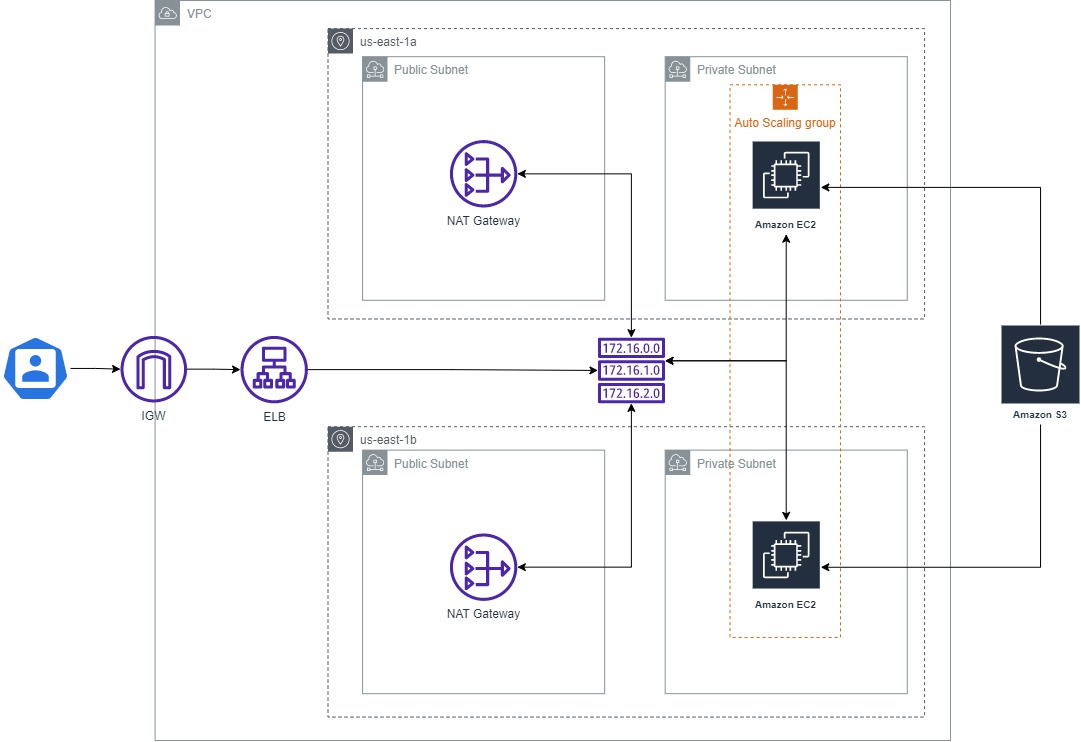 VPC
us-east-1a
Public Subnet
Private Subnet
Auto Scaling group
NAT Gateway
Amazon EC2
172.16.0.0
172.16.1.0
172.16.2.0
IGW
ELB
Amazon S3
us-east-1b
Public Subnet
Private Subnet
NAT Gateway
Amazon EC2